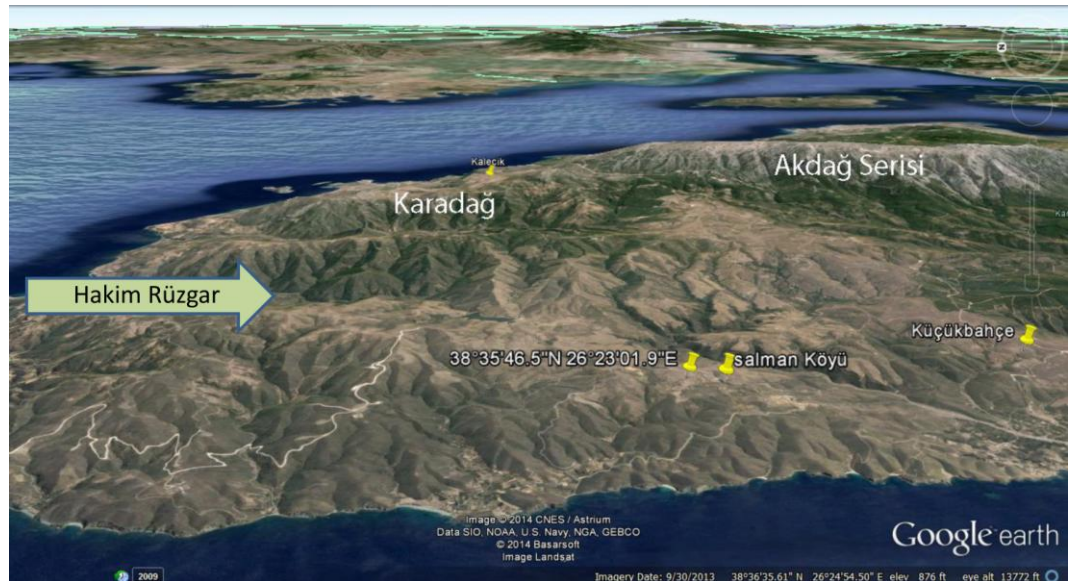 N
Kalecik
Akdağ Serisi
Karadağ
Hakim Rüzgar
Küçükbahçe
38°35'46.5"N 26°23'01.9"E
salman Köyü
Image © 2014 CNES / Astrium
Data SIO, NOAA, U.S. Navy, NGA, GEBCO
© 2014 Basarsoft
Image Landsat
Google earth
2009
Imagery Date: 9/30/2013 38°36'35.61" N 26°24'54.50" E elev 876 ft eye alt 13772 ft